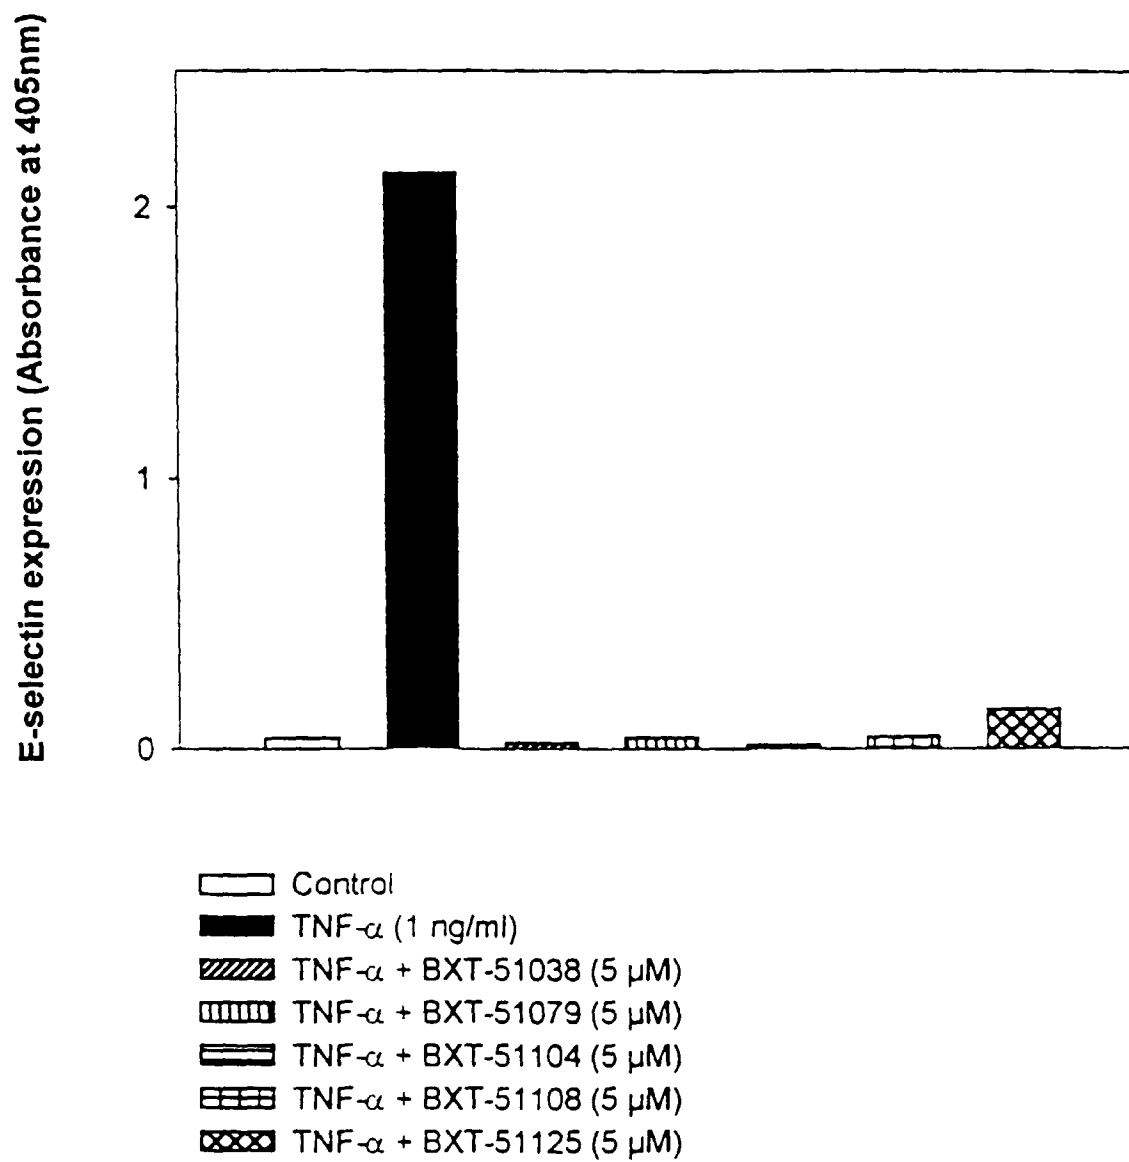 E-selectin expression (Absorbance at 405nm)
2
1
0
Control
TNF-α (1 ng/ml)
TNF-α + BXT-51038 (5 µM)
TNF-α + BXT-51079 (5 µM)
TNF-α + BXT-51104 (5 µM)
TNF-α + BXT-51108 (5 µM)
TNF-α + BXT-51125 (5 µM)